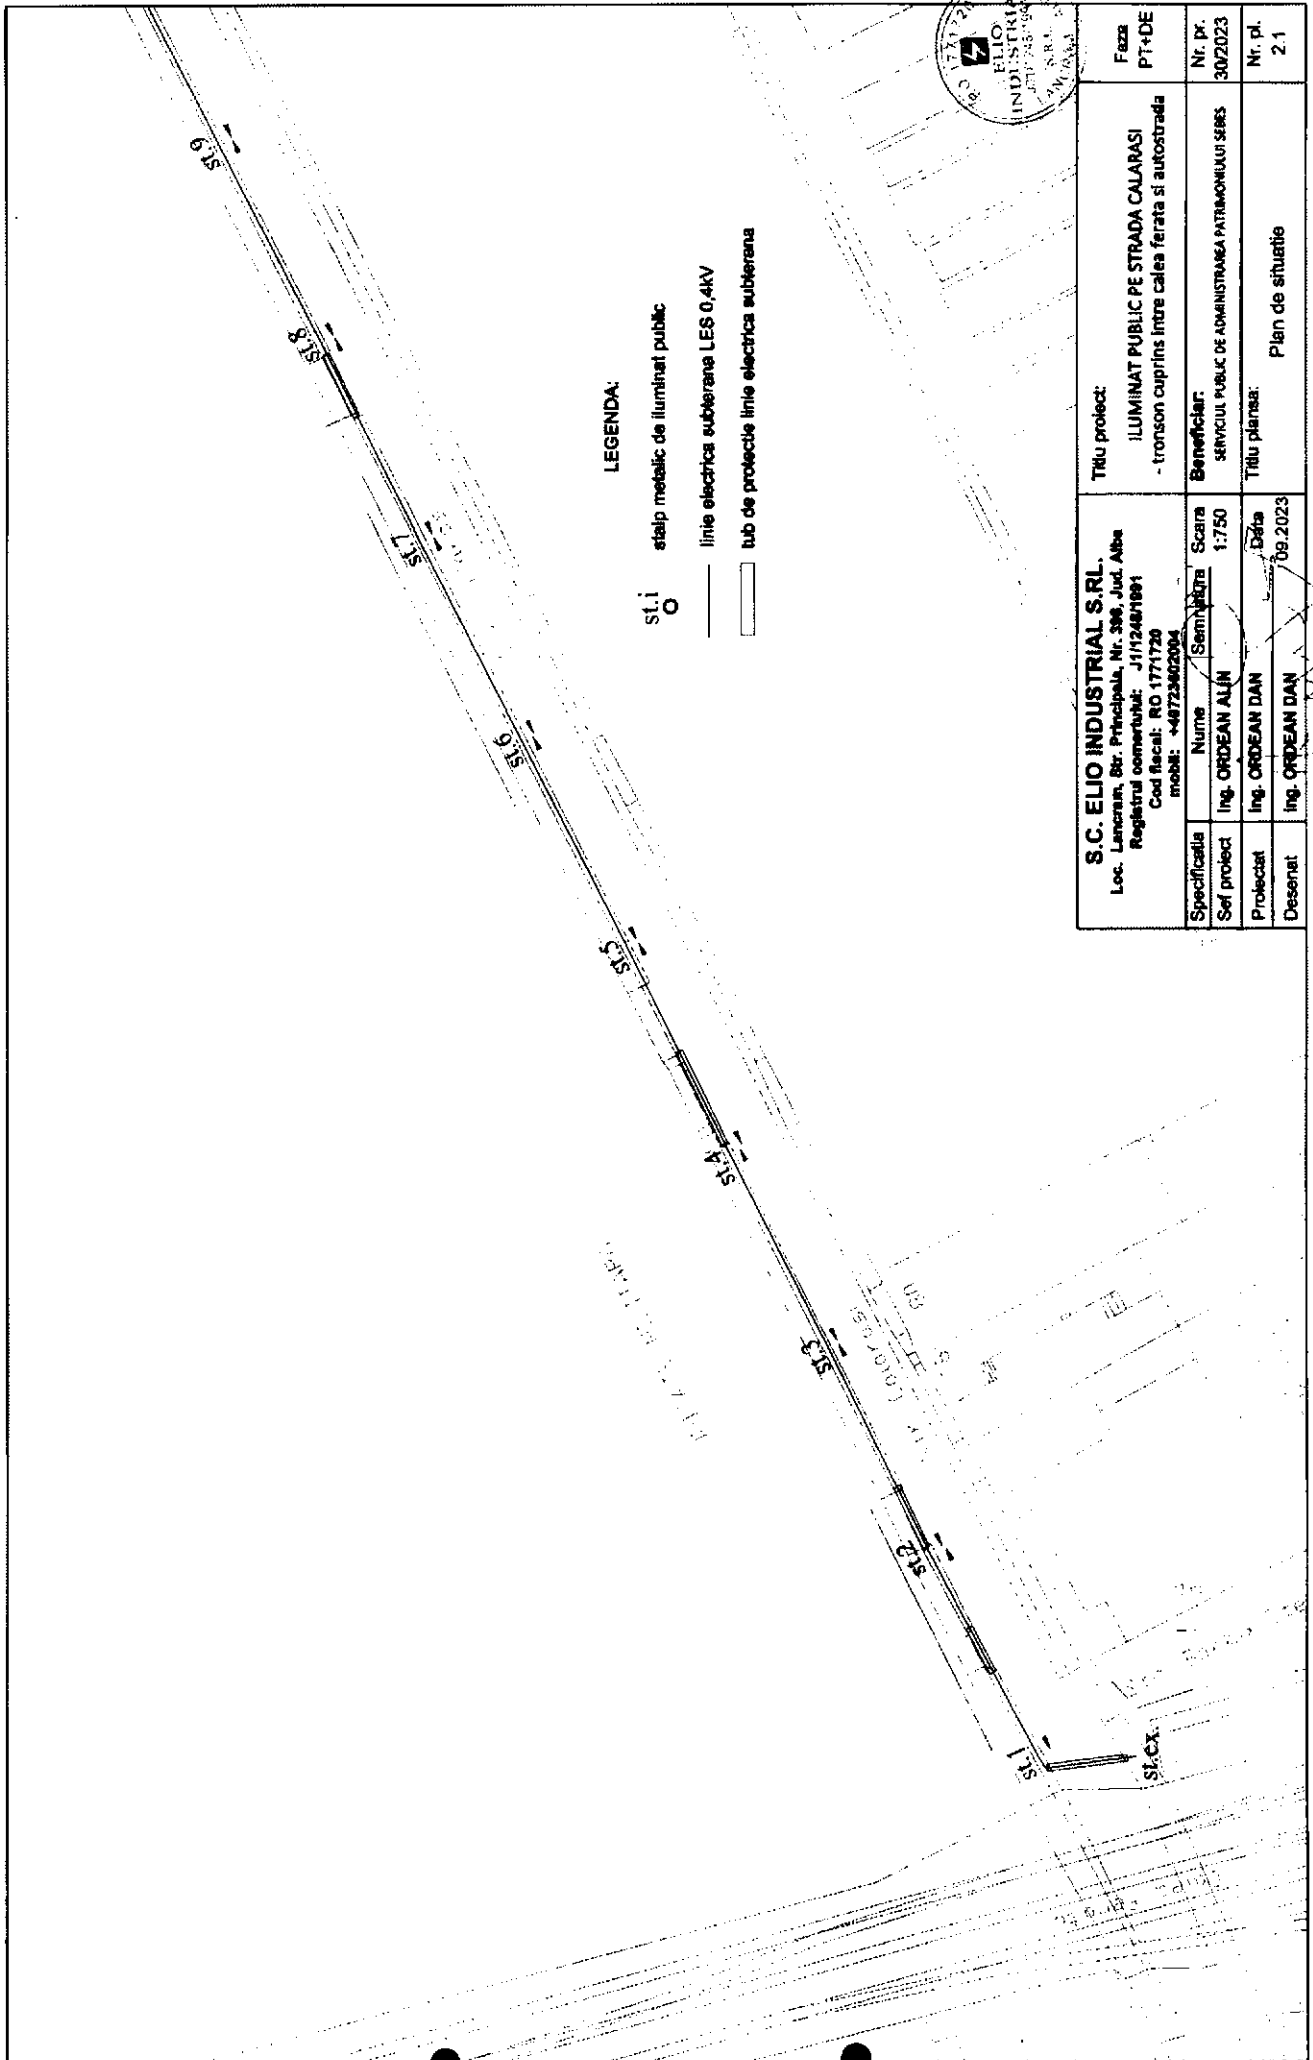 st.9
st.8
st.7
st.6
st.5
st.4
st.3
st.2
st.1
st.ex.
LEGENDA:
st.i
stalp metalic de iluminat public
linie electrica subterana LES 0,4kV
tub de protectie linie electrica subterana
ELIO
INDUSTRIAL
S.R.L.
S.C. ELIO INDUSTRIAL S.RL.
Loc. Lancram, Str. Principala, Nr. 396, Jud. Alba
Registrul comertului: J1/1248/1991
Cod fiscal: RO 1771720
mobil: +40723602004
Titlu proiect:
ILUMINAT PUBLIC PE STRADA CALARASI
- tronson cuprins intre calea ferata si autostrada
Faza
PT+DE
Specificatia Nume Semnatura Scara
1:750
Sef proiect Ing. ORDEAN ALIN
Proiectat Ing. ORDEAN DAN
Data
09.2023
Desenat Ing. ORDEAN DAN
Beneficiar:
SERVICIUL PUBLIC DE ADMINISTRAREA PATRIMONIULUI SEBES
Nr. pr.
30/2023
Titlu plansa:
Plan de situatie
Nr. pl.
2.1